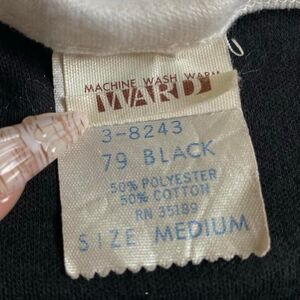 MACHINE WASH WARM
WARD
3-8243
79 BLACK
50% POLYESTER
50% COTTON
RN 35189
SIZE MEDIUM